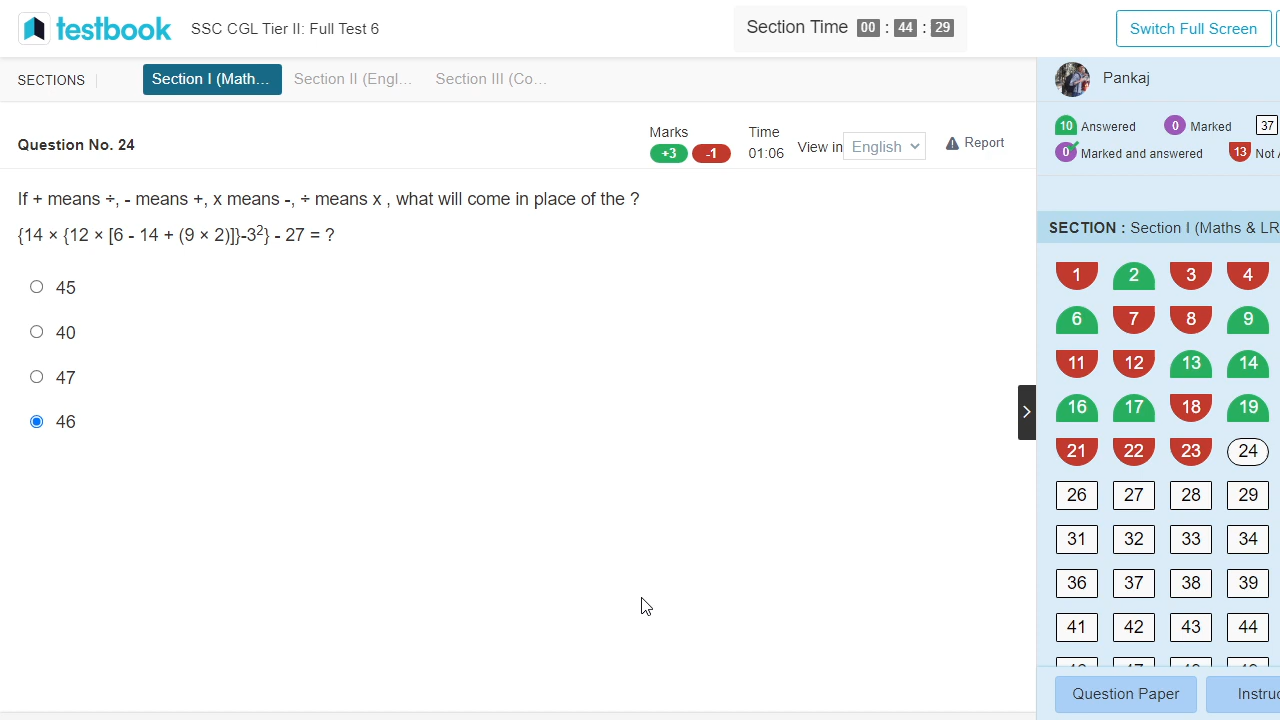 testbook SSC CGL Tier II: Full Test 6 Section Time 00 : 44 : 29 Switch Full Screen
SECTIONS Section I (Math... Section II (Engl... Section III (Co...
Pankaj
Question No. 24
Marks
+3 -1
Time
01:06
View in English Report
10 Answered 0 Marked 37
0 Marked and answered 13 Not
If + means ÷, - means +, x means -, ÷ means x , what will come in place of the ?
{14 × {12 × [6 - 14 + (9 × 2)]}-3²} - 27 = ?
45
40
47
46
SECTION : Section I (Maths & LR
1 2 3 4
6 7 8 9
11 12 13 14
16 17 18 19
21 22 23 24
26 27 28 29
31 32 33 34
36 37 38 39
41 42 43 44
Question Paper